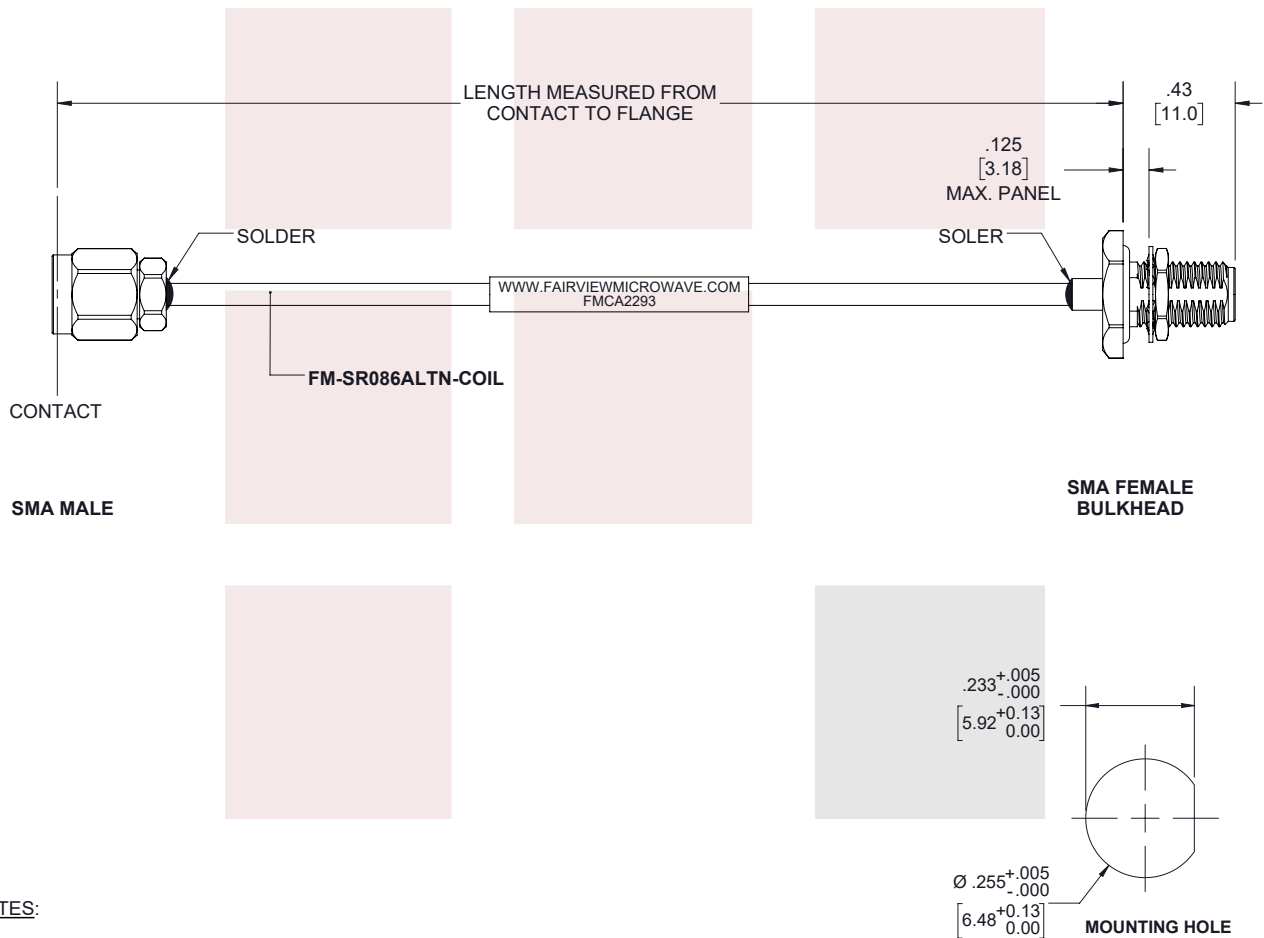 LENGTH MEASURED FROM
CONTACT TO FLANGE
.43
[11.0]
.125
[3.18]
MAX. PANEL
SOLDER
SOLER
WWW.FAIRVIEWMICROWAVE.COM
FMCA2293
FM-SR086ALTN-COIL
CONTACT
SMA MALE
SMA FEMALE
BULKHEAD
.233 +.005
-.000
[5.92 +0.13
0.00]
Ø .255 +.005
-.000
[6.48 +0.13
0.00]
MOUNTING HOLE
TES: